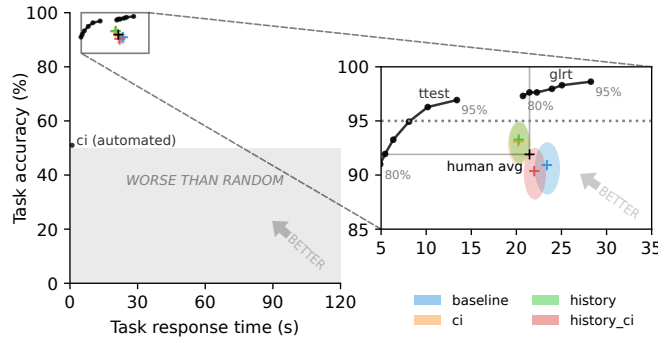 100
80
60
40
20
0
Task accuracy (%)
ci (automated)
WORSE THAN RANDOM
BETTER
0
30
60
90
120
Task response time (s)
100
95
90
85
ttest
95%
80%
glrt
95%
80%
human avg
BETTER
5
10
15
20
25
30
35
baseline
ci
history
history_ci